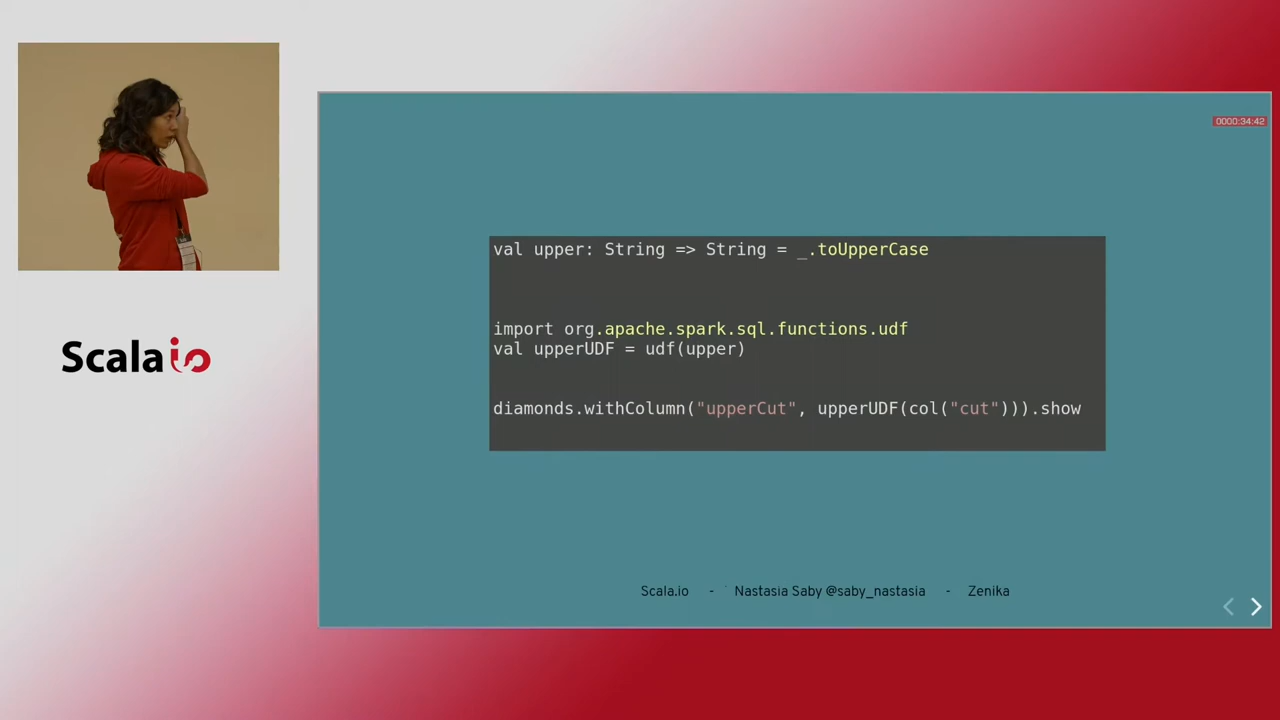 0000:34:42
val upper: String => String = _.toUpperCase
import org.apache.spark.sql.functions.udf
val upperUDF = udf(upper)
diamonds.withColumn("upperCut", upperUDF(col("cut"))).show
Scala.io - Nastasia Saby @saby_nastasia - Zenika
Scala io